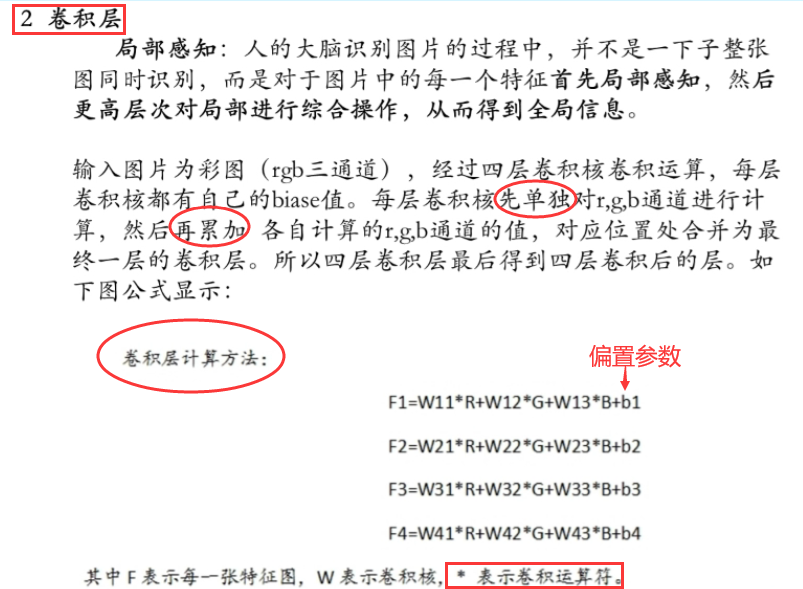 2 卷积层
局部感知：人的大脑识别图片的过程中，并不是一下子整张
图同时识别，而是对于图片中的每一个特征首先局部感知，然后
更高层次对局部进行综合操作，从而得到全局信息。
输入图片为彩图（rgb三通道），经过四层卷积核卷积运算，每层
卷积核都有自己的biase值。每层卷积核先单独对r,g,b通道进行计
算，然后再累加 各自计算的r,g,b通道的值，对应位置处合并为最
终一层的卷积层。所以四层卷积层最后得到四层卷积后的层。如
下图公式显示：
卷积层计算方法：
偏置参数
F1=W11*R+W12*G+W13*B+b1
F2=W21*R+W22*G+W23*B+b2
F3=W31*R+W32*G+W33*B+b3
F4=W41*R+W42*G+W43*B+b4
其中 F 表示每一张特征图，W 表示卷积核，* 表示卷积运算符。